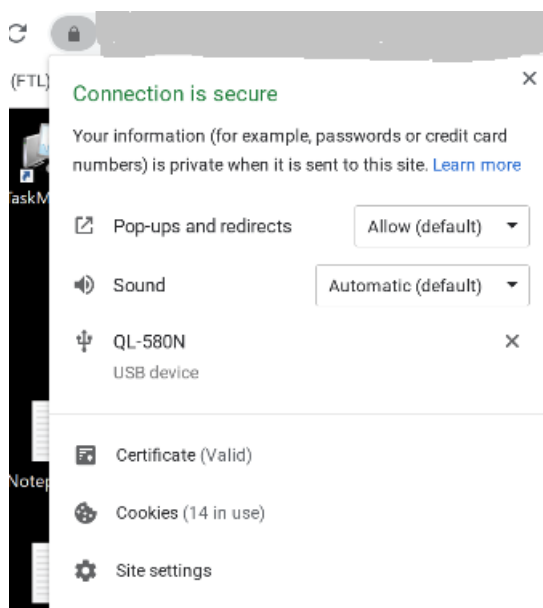 (FTL)
Connection is secure
Your information (for example, passwords or credit card
numbers) is private when it is sent to this site. Learn more
Pop-ups and redirects Allow (default)
Sound Automatic (default)
QL-580N
USB device
Certificate (Valid)
Cookies (14 in use)
Site settings